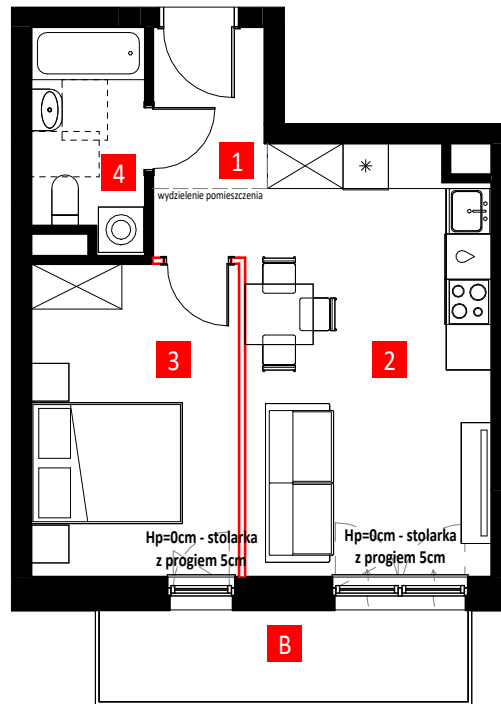 1
4
wydzielenie pomieszczenia
3
2
Hp=0cm - stolarka
z progiem 5cm
Hp=0cm - stolarka
z progiem 5cm
B